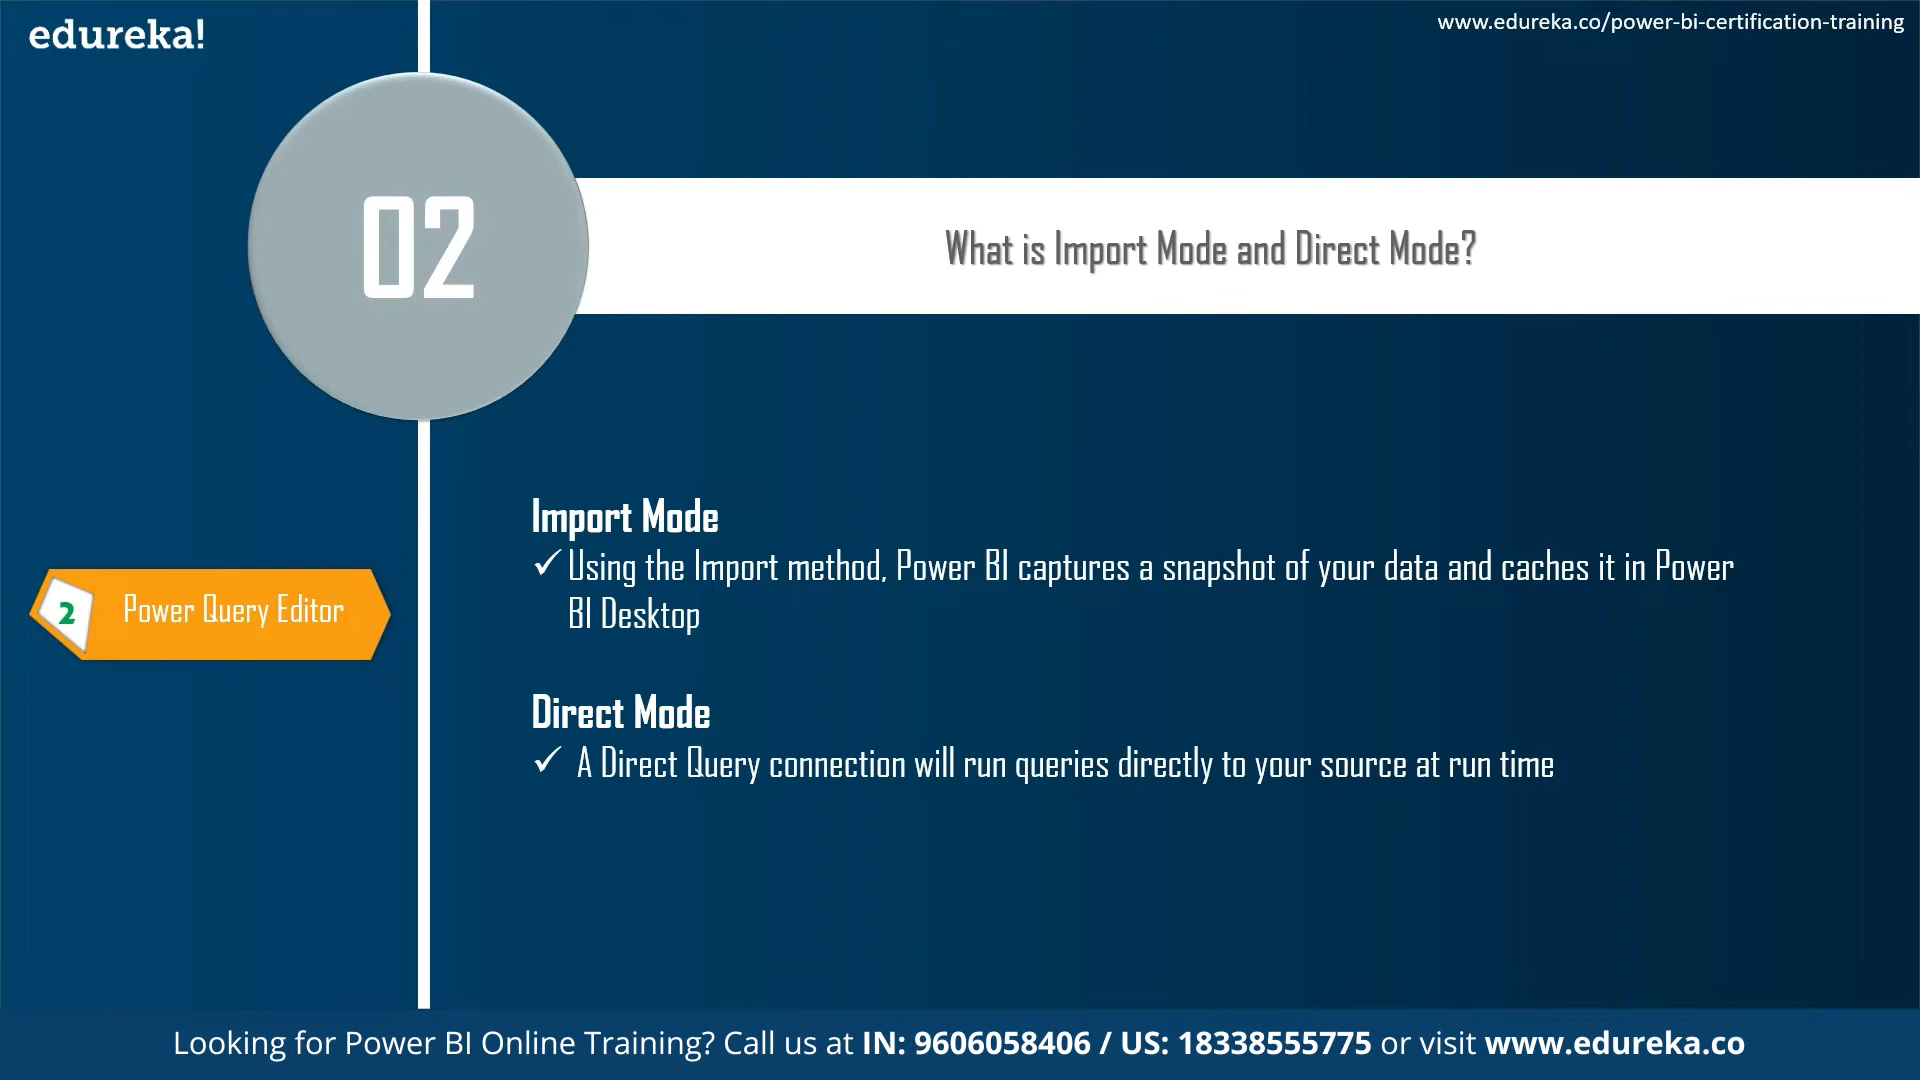 edureka!
www.edureka.co/power-bi-certification-training
02
What is Import Mode and Direct Mode?
Import Mode
✓ Using the Import method, Power BI captures a snapshot of your data and caches it in Power
BI Desktop
2 Power Query Editor
Direct Mode
✓ A Direct Query connection will run queries directly to your source at run time
Looking for Power BI Online Training? Call us at IN: 9606058406 / US: 18338555775 or visit www.edureka.co